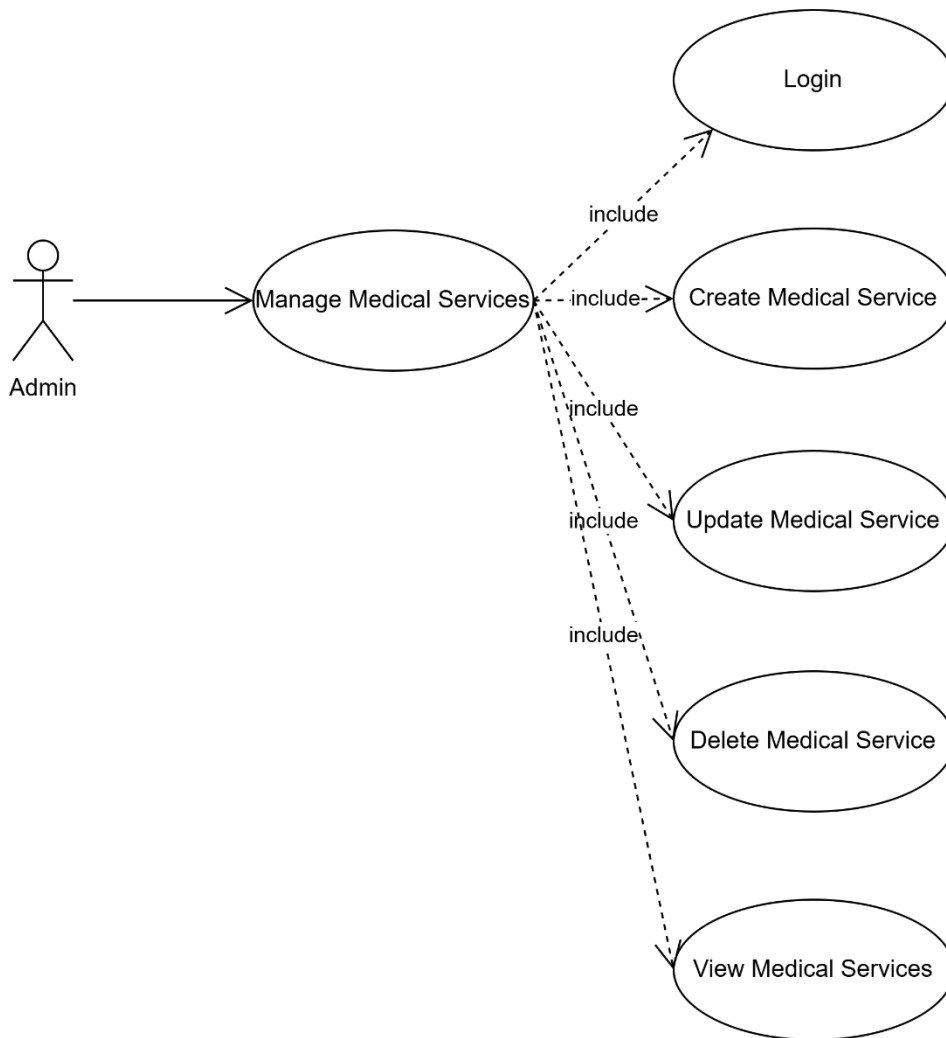 Login
include
Manage Medical Services
include
Create Medical Service
Admin
include
Update Medical Service
include
include
Delete Medical Service
View Medical Services